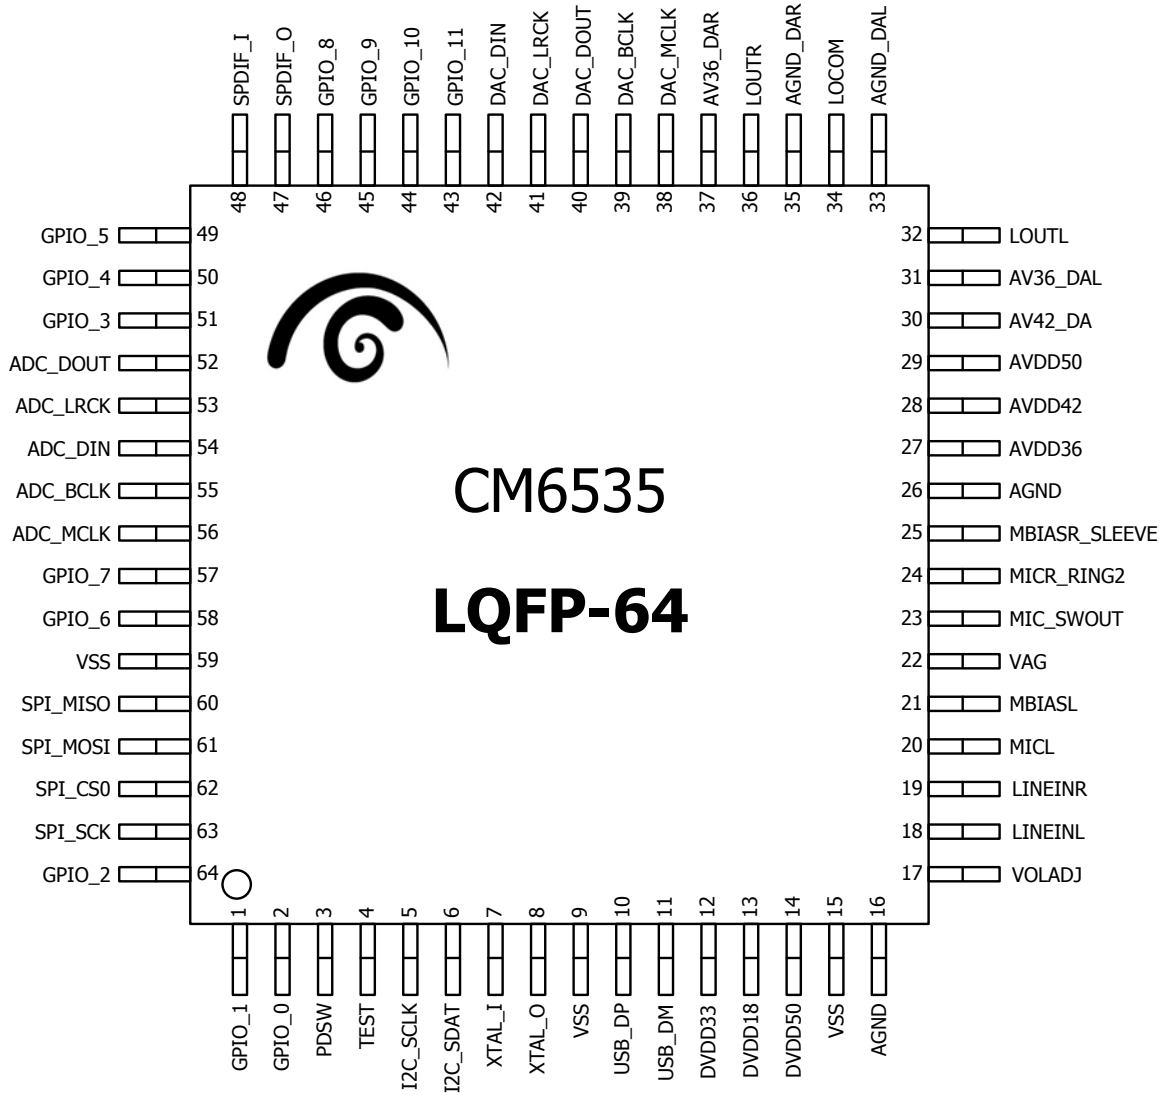 SPDIF_I
SPDIF_O
GPIO_8
GPIO_9
GPIO_10
GPIO_11
DAC_DIN
DAC_LRCK
DAC_DOUT
DAC_BCLK
DAC_MCLK
AV36_DAR
LOUTR
AGND_DAR
LOCOM
AGND_DAL
48
47
46
45
44
43
42
41
40
39
38
37
36
35
34
33
GPIO_5 49
GPIO_4 50
GPIO_3 51
ADC_DOUT 52
ADC_LRCK 53
ADC_DIN 54
ADC_BCLK 55
ADC_MCLK 56
GPIO_7 57
GPIO_6 58
VSS 59
SPI_MISO 60
SPI_MOSI 61
SPI_CS0 62
SPI_SCK 63
GPIO_2 64
CM6535
LQFP-64
32 LOUTL
31 AV36_DAL
30 AV42_DA
29 AVDD50
28 AVDD42
27 AVDD36
26 AGND
25 MBIASR_SLEEVE
24 MICR_RING2
23 MIC_SWOUT
22 VAG
21 MBIASL
20 MICL
19 LINEINR
18 LINEINL
17 VOLADJ
1
2
3
4
5
6
7
8
9
10
11
12
13
14
15
16
GPIO_1
GPIO_0
PDSW
TEST
I2C_SCLK
I2C_SDAT
XTAL_I
XTAL_O
VSS
USB_DP
USB_DM
DVDD33
DVDD18
DVDD50
VSS
AGND